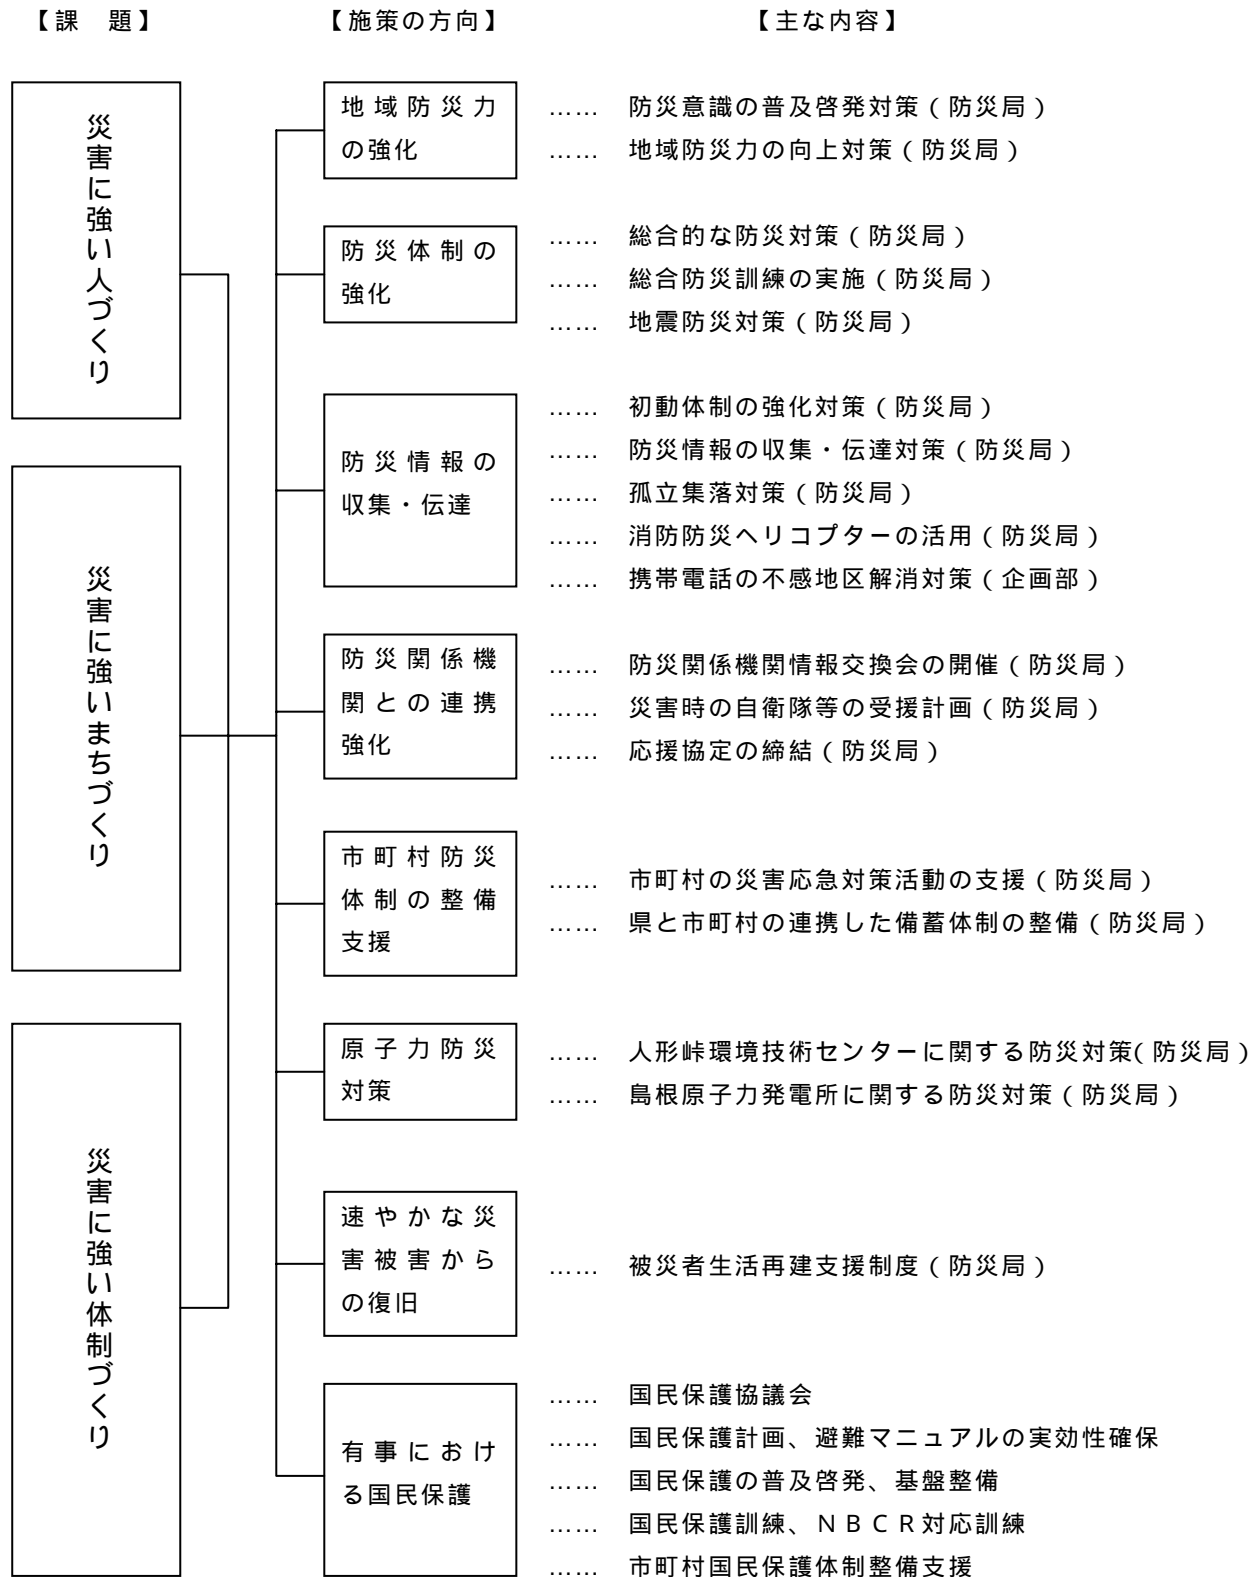 【課　題】
【施策の方向】
【主な内容】
災害に強い人づくり
災害に強いまちづくり
災害に強い体制づくり
地域防災力
の強化
……　防災意識の普及啓発対策（防災局）
……　地域防災力の向上対策（防災局）
防災体制の
強化
……　総合的な防災対策（防災局）
……　総合防災訓練の実施（防災局）
……　地震防災対策（防災局）
防災情報の
収集・伝達
……　初動体制の強化対策（防災局）
……　防災情報の収集・伝達対策（防災局）
……　孤立集落対策（防災局）
……　消防防災ヘリコプターの活用（防災局）
……　携帯電話の不感地区解消対策（企画部）
防災関係機
関との連携
強化
……　防災関係機関情報交換会の開催（防災局）
……　災害時の自衛隊等の受援計画（防災局）
……　応援協定の締結（防災局）
市町村防災
体制の整備
支援
……　市町村の災害応急対策活動の支援（防災局）
……　県と市町村の連携した備蓄体制の整備（防災局）
原子力防災
対策
……　人形峠環境技術センターに関する防災対策（防災局）
……　島根原子力発電所に関する防災対策（防災局）
速やかな災
害被害から
の復旧
……　被災者生活再建支援制度（防災局）
有事におけ
る国民保護
……　国民保護協議会
……　国民保護計画、避難マニュアルの実効性確保
……　国民保護の普及啓発、基盤整備
……　国民保護訓練、ＮＢＣＲ対応訓練
……　市町村国民保護体制整備支援